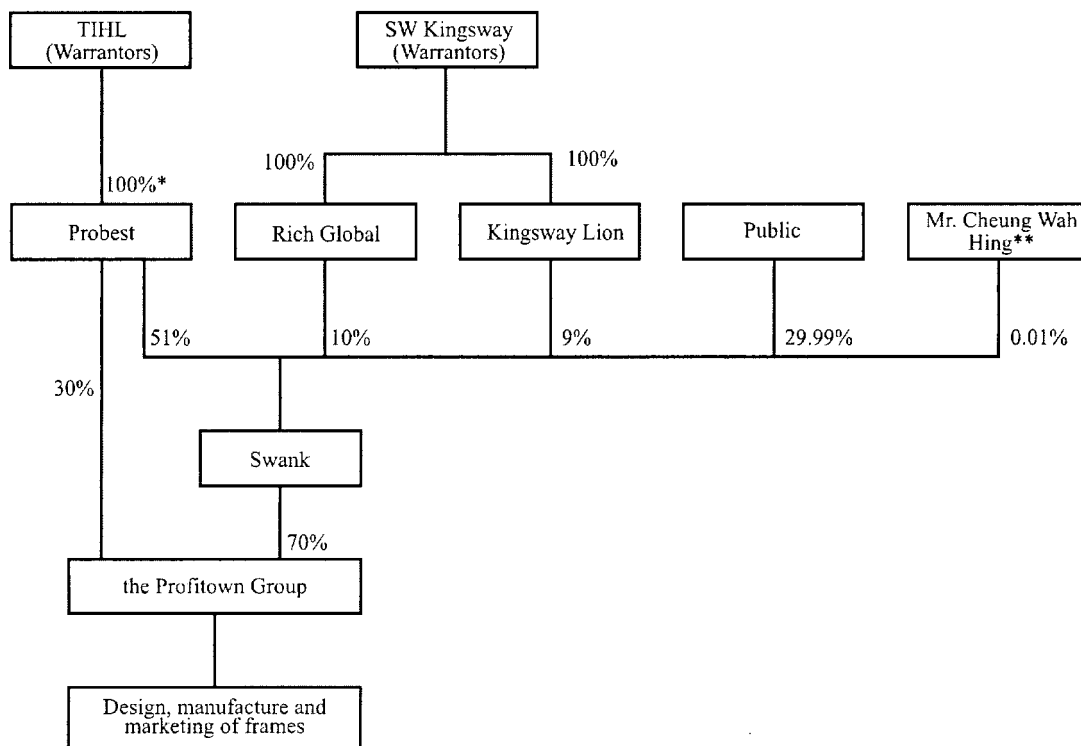 TIHL
(Warrantors)
SW Kingsway
(Warrantors)
100%
100%
100%*
Probest
Rich Global
Kingsway Lion
Public
Mr. Cheung Wah
Hing**
51%
10%
9%
29.99%
0.01%
30%
Swank
70%
the Profitown Group
Design, manufacture and
marketing of frames